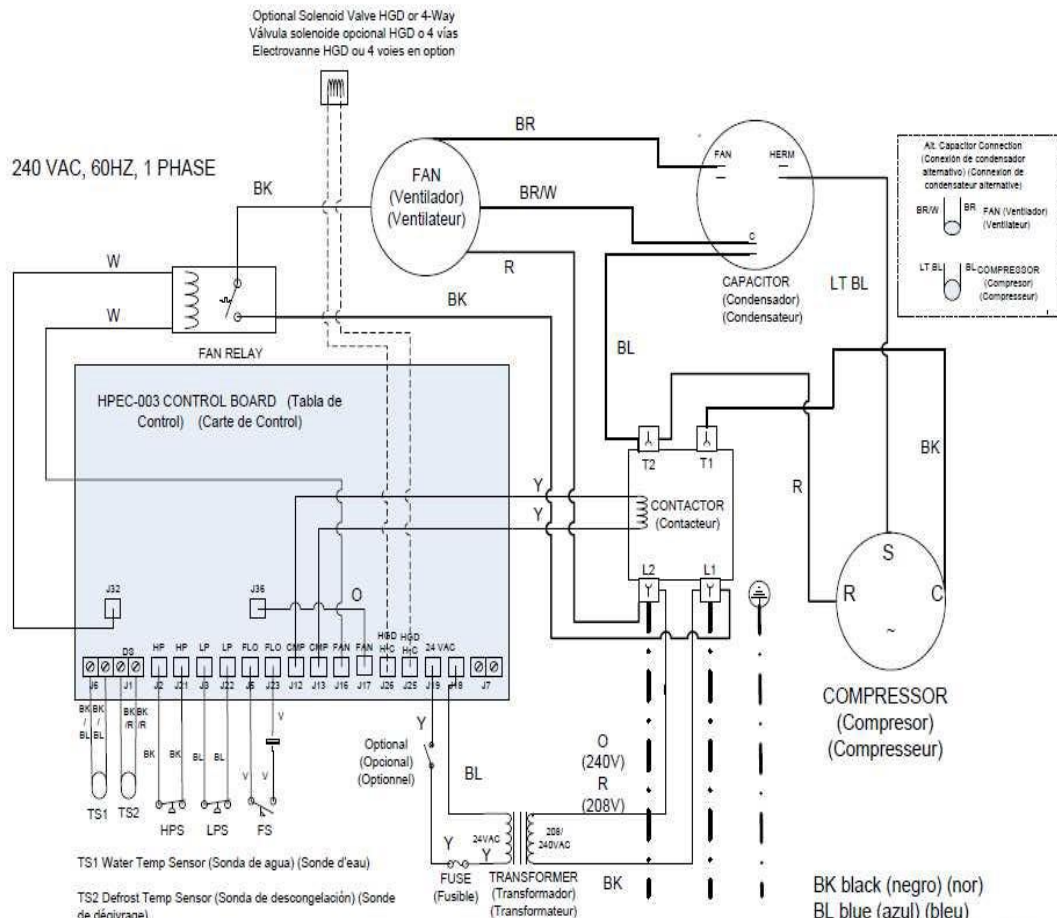 Optional Solenoid Valve HGD or 4-Way
Válvula solenoide opcional HGD o 4 vías
Electrovanne HGD ou 4 voies en option
240 VAC, 60HZ, 1 PHASE
BR
FAN
(Ventilador)
(Ventilateur)
BK
BR/W
R
BK
W
W
FAN RELAY
FAN
HERM
C
CAPACITOR
(Condensador)
(Condensateur)
LT BL
BL
Alt. Capacitor Connection
(Conexión de condensador
alternativo) (Connexion de
condensateur alternative)
BR/W
BR
FAN (Ventilador)
(Ventilateur)
LT BL
BL
COMPRESSOR
(Compresor)
(Compresseur)
HPEC-003 CONTROL BOARD (Tabla de
Control) (Carte de Control)
T2
T1
BK
R
Y
Y
CONTACTOR
(Contacteur)
L2
L1
S
R
C
~
COMPRESSOR
(Compresor)
(Compresseur)
J32
J36
O
DS
HP
HP
LP
LP
FLO
FLO
CMP
CMP
FAN
FAN
HGD
H/C
HGD
H/C
24 VAC
J6
J1
J2
J21
J3
J22
J5
J23
J12
J13
J16
J17
J26
J25
J19
J18
J7
BK
/
BL
BK
/
BL
BK
/R
BK
/R
BK
BK
BL
BL
V
V
V
TS1
TS2
HPS
LPS
FS
Y
Optional
(Opcional)
(Optionnel)
BL
O
(240V)
R
(208V)
24VAC
208/
240VAC
Y
Y
FUSE
(Fusible)
TRANSFORMER
(Transformador)
(Transformateur)
BK
TS1 Water Temp Sensor (Sonda de agua) (Sonde d'eau)
TS2 Defrost Temp Sensor (Sonda de descongelación) (Sonde
de dégivrage)
BK black (negro) (nor)
BL blue (azul) (bleu)